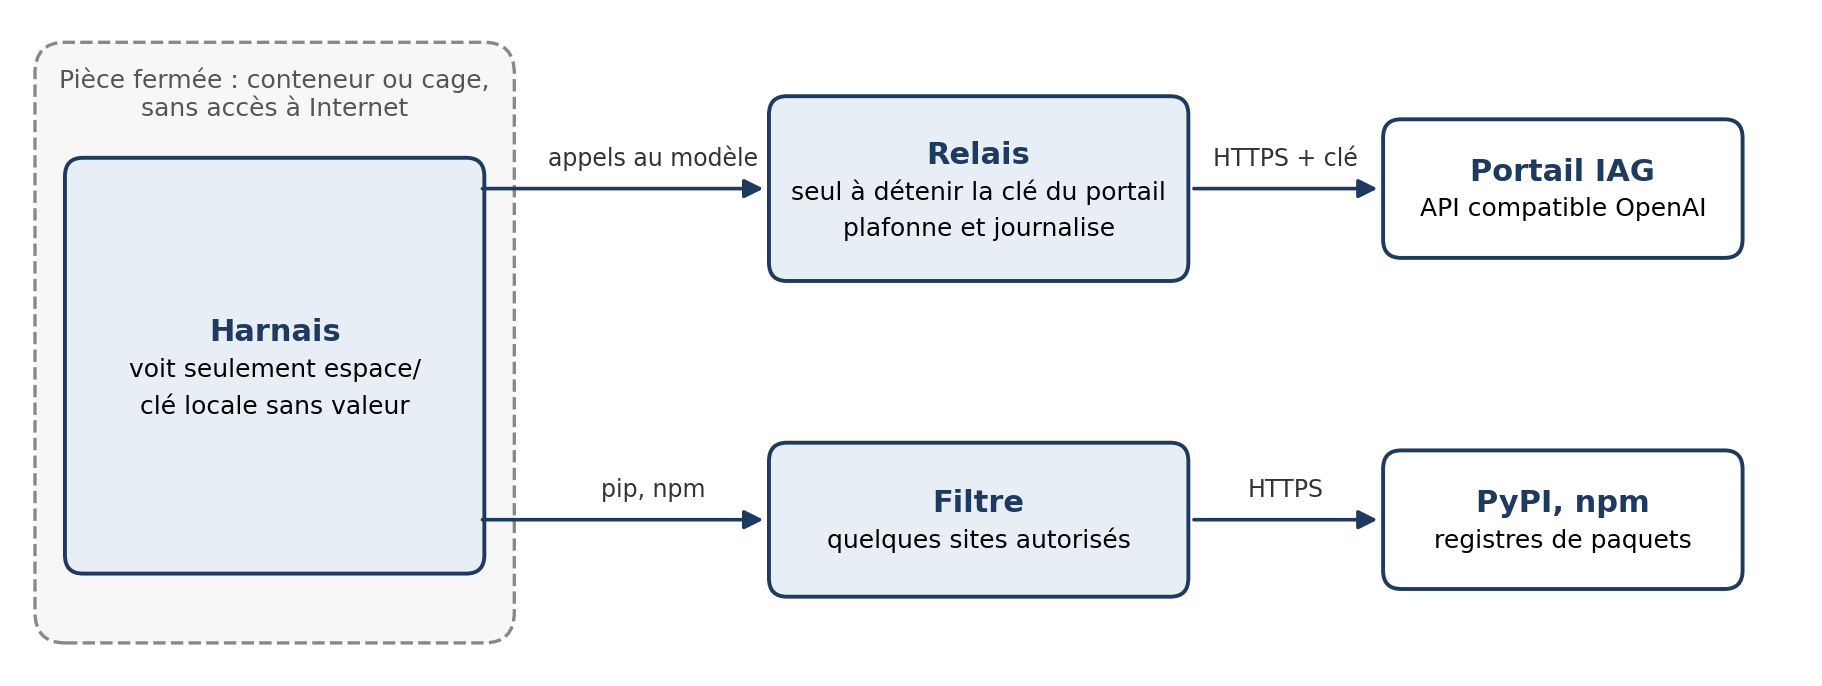 Pièce fermée : conteneur ou cage,
sans accès à Internet
Harnais
voit seulement espace/
clé locale sans valeur
appels au modèle
Relais
seul à détenir la clé du portail
plafonne et journalise
HTTPS + clé
Portail IAG
API compatible OpenAI
pip, npm
Filtre
quelques sites autorisés
HTTPS
PyPI, npm
registres de paquets